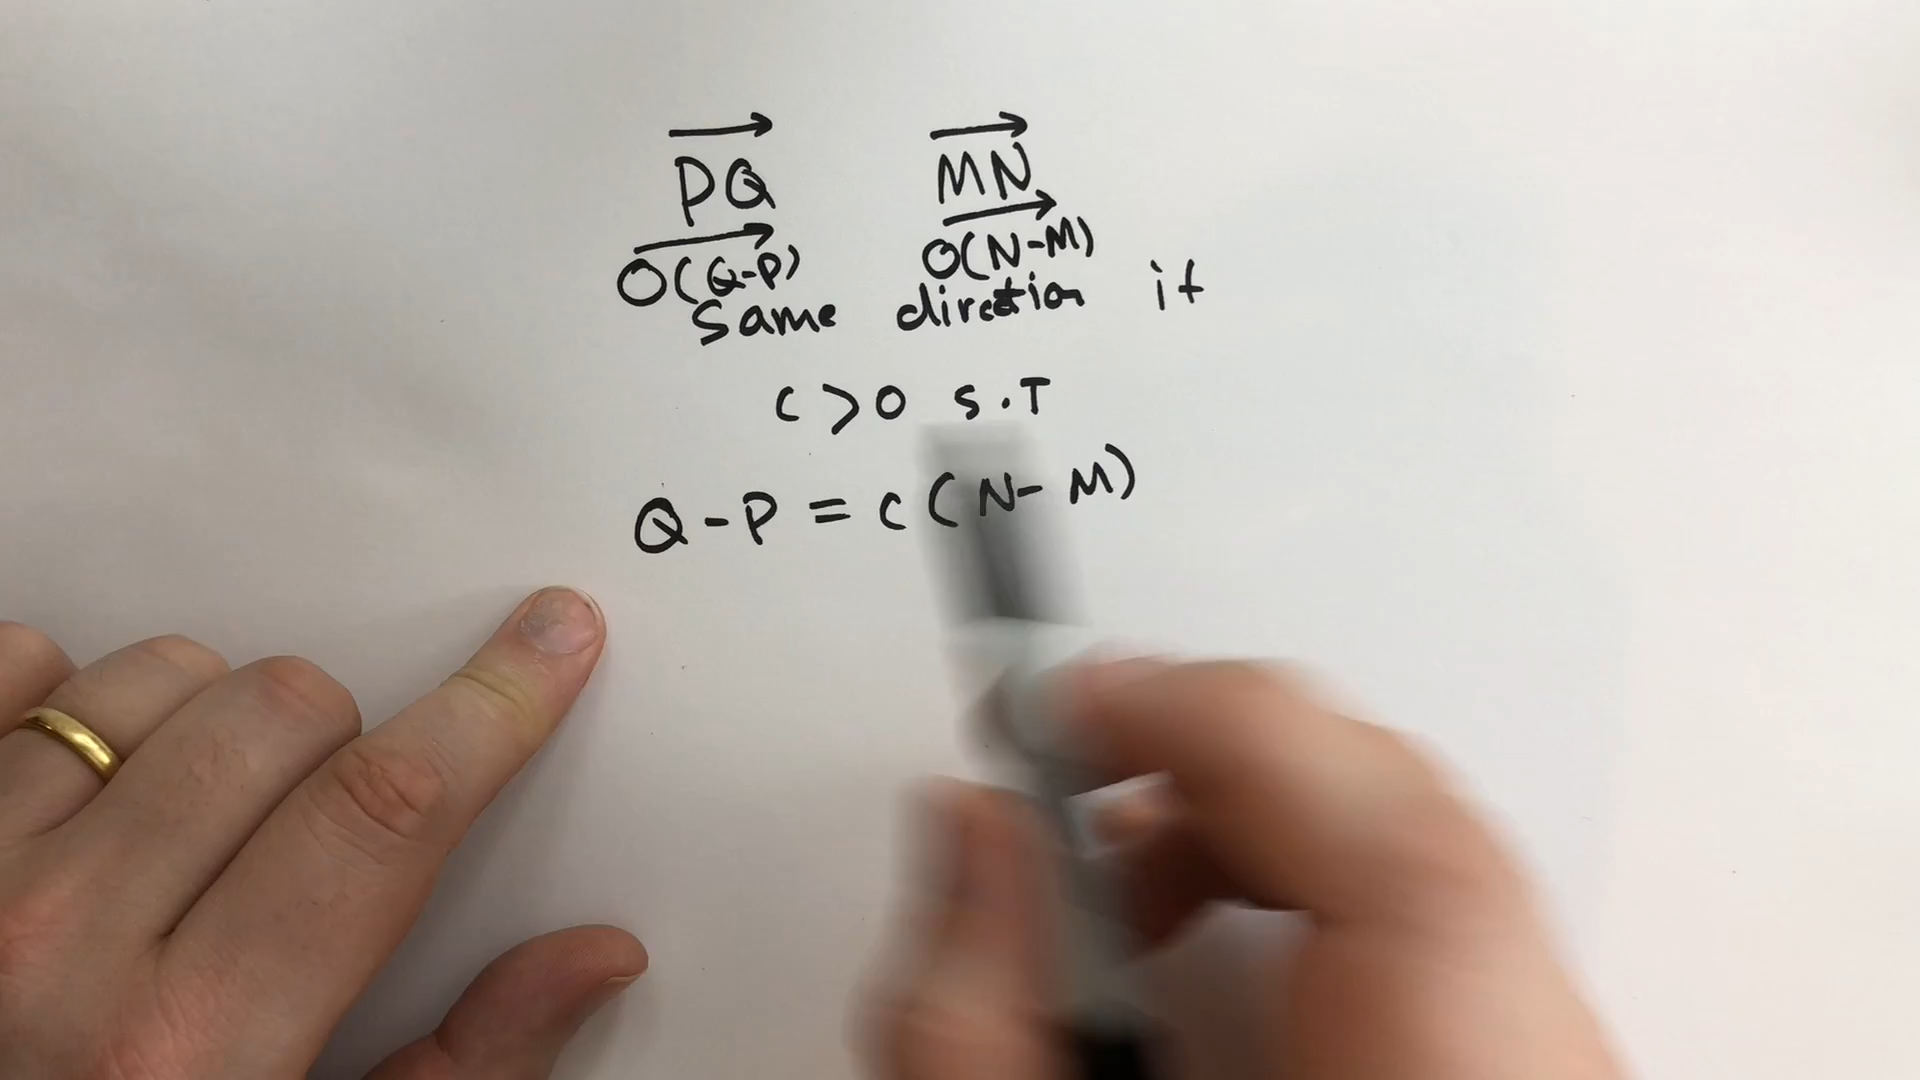 PQ MN
O(Q-P) O(N-M)
same direction if
c > 0 s.T
Q - P = c (N - M)